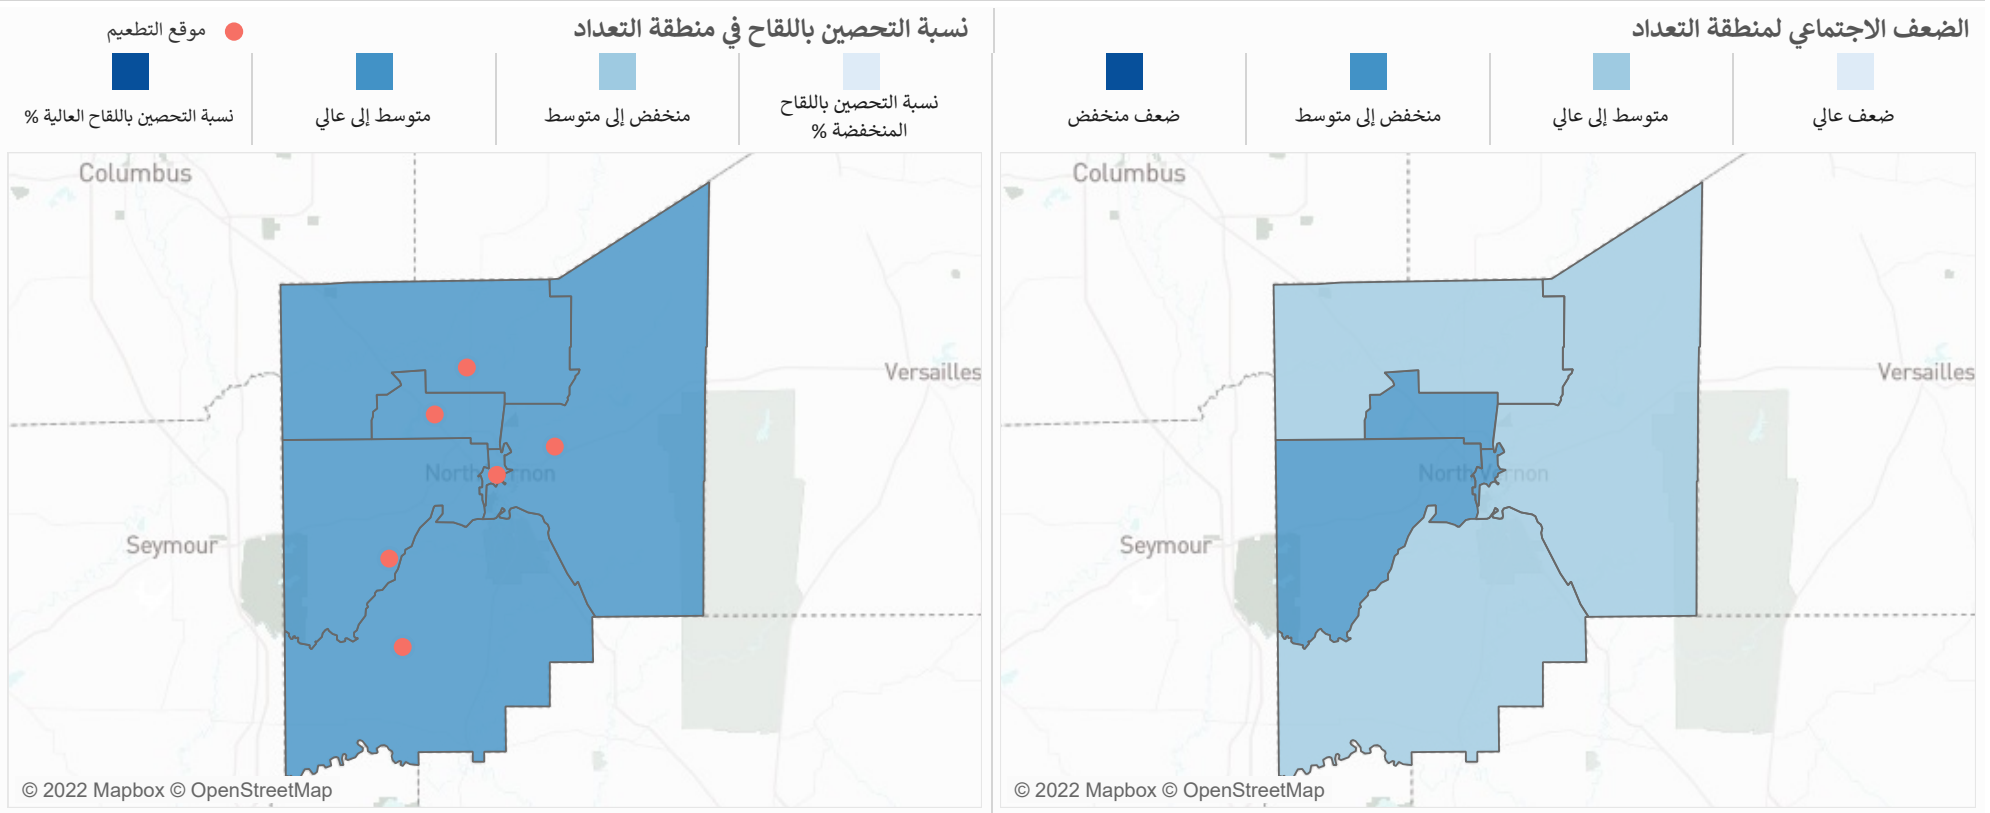 الضعف الاجتماعي لمنطقة التعداد
ضعف عالي
متوسط إلى عالي
منخفض إلى متوسط
ضعف منخفض
Columbus
Versailles
North Vernon
Seymour
© 2022 Mapbox © OpenStreetMap
نسبة التحصين باللقاح في منطقة التعداد
موقع التطعيم
نسبة التحصين باللقاح
المنخفضة %
منخفض إلى متوسط
متوسط إلى عالي
نسبة التحصين باللقاح العالية %
Columbus
Versailles
North Vernon
Seymour
© 2022 Mapbox © OpenStreetMap